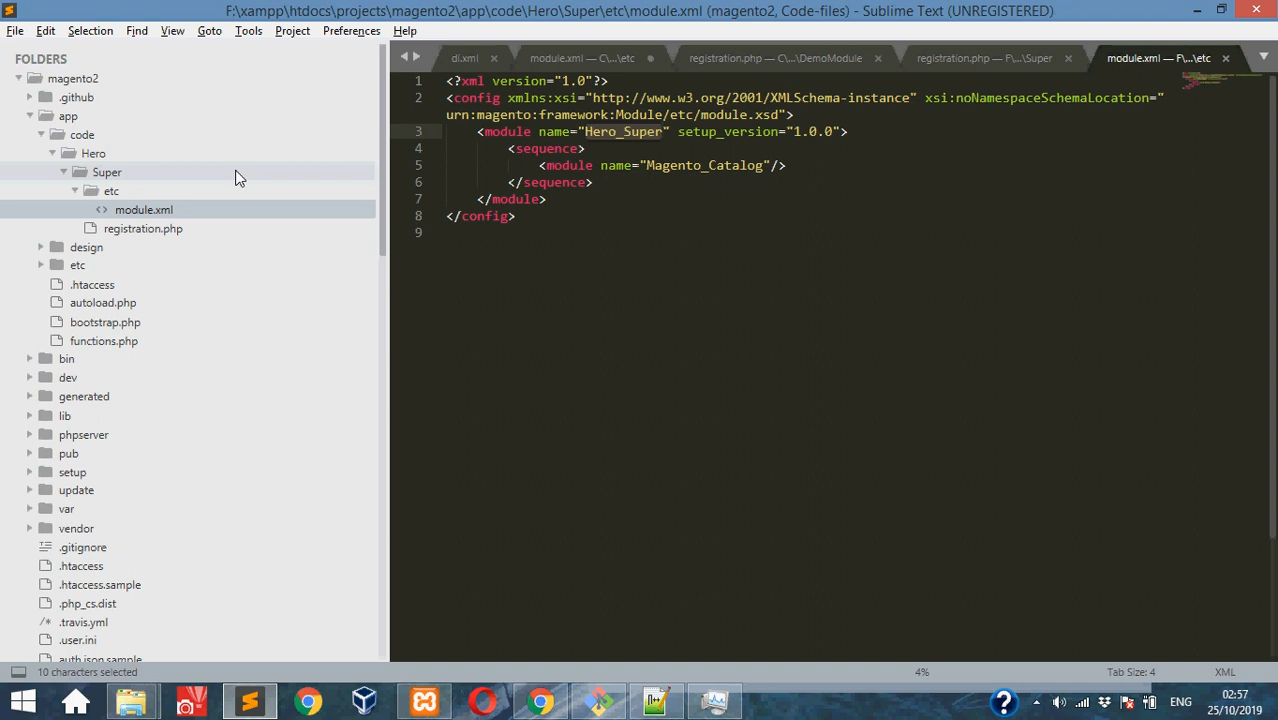 F:\xampp\htdocs\projects\magento2\app\code\Hero\Super\etc\module.xml (magento2, Code-files) - Sublime Text (UNREGISTERED)
File Edit Selection Find View Goto Tools Project Preferences Help
FOLDERS
magento2
.github
app
code
Hero
Super
etc
module.xml
registration.php
design
etc
.htaccess
autoload.php
bootstrap.php
functions.php
bin
dev
generated
lib
phpserver
pub
setup
update
var
vendor
.gitignore
.htaccess
.htaccess.sample
.php_cs.dist
.travis.yml
.user.ini
auth.json.sample
di.xml module.xml — C\...\etc registration.php — C\...\DemoModule registration.php — F\...\Super module.xml — F\...\etc
1 <?xml version="1.0"?>
2 <config xmlns:xsi="http://www.w3.org/2001/XMLSchema-instance" xsi:noNamespaceSchemaLocation="
urn:magento:framework:Module/etc/module.xsd">
3 <module name="Hero_Super" setup_version="1.0.0">
4 <sequence>
5 <module name="Magento_Catalog"/>
6 </sequence>
7 </module>
8 </config>
9
10 characters selected 4% Tab Size: 4 XML
ENG 02:57
25/10/2019